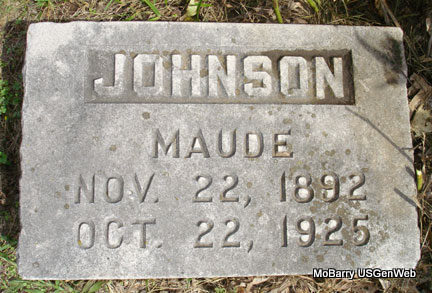 JOHNSON
MAUDE
NOV. 22, 1892
OCT. 22, 1925
MoBarry USGenWeb